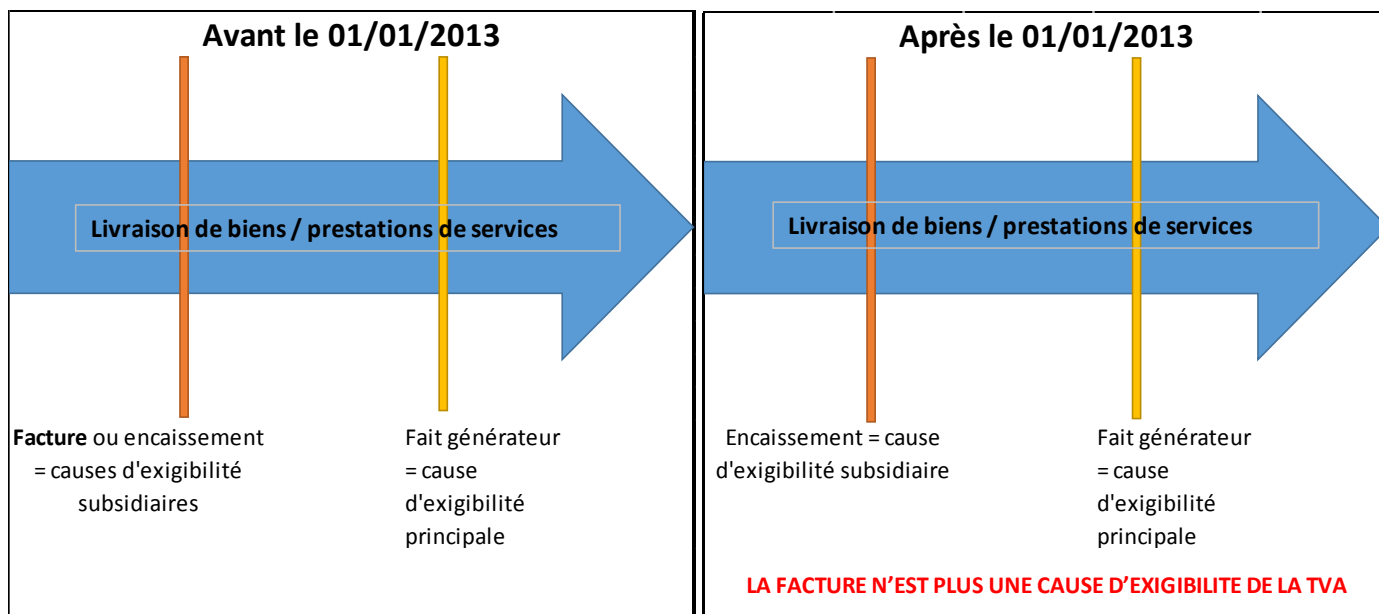 Avant le 01/01/2013
Livraison de biens / prestations de services
Facture ou encaissement
= causes d'exigibilité
subsidiaires
Fait générateur
= cause
d'exigibilité
principale
Après le 01/01/2013
Livraison de biens / prestations de services
Encaissement = cause
d'exigibilité subsidiaire
Fait générateur
= cause
d'exigibilité
principale
LA FACTURE N’EST PLUS UNE CAUSE D’EXIGIBILITE DE LA TVA